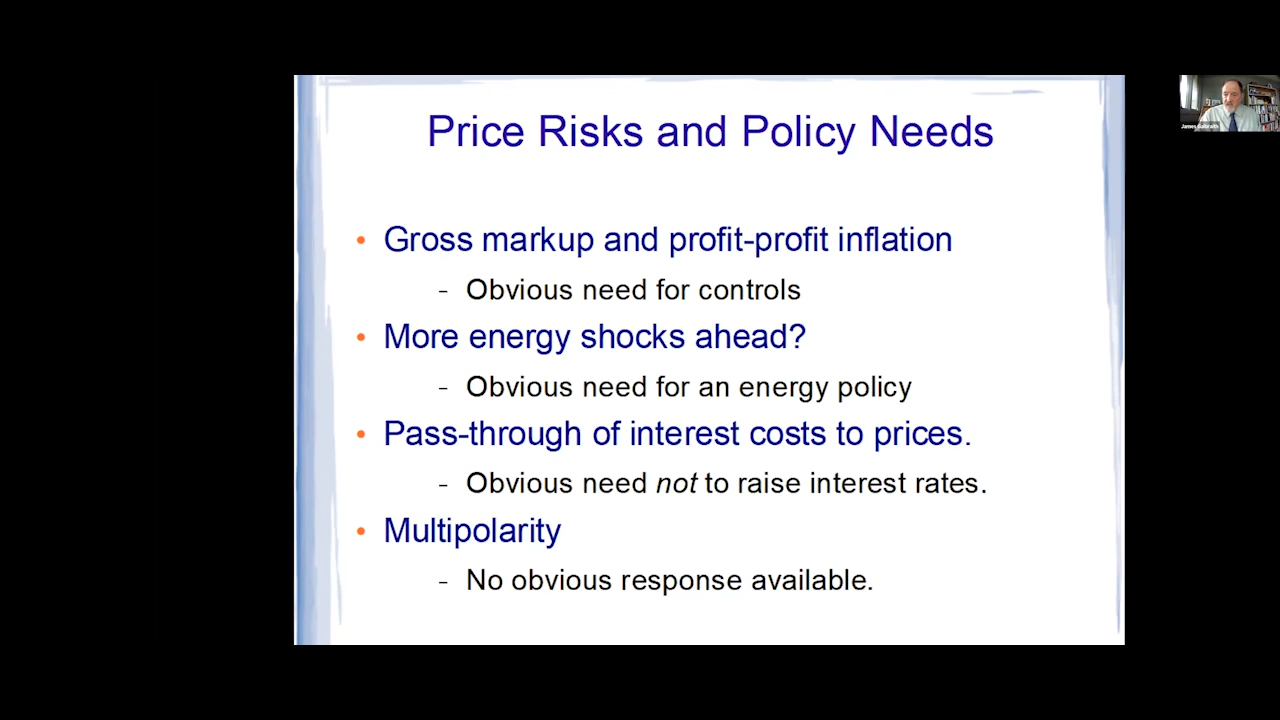 Price Risks and Policy Needs
• Gross markup and profit-profit inflation
- Obvious need for controls
• More energy shocks ahead?
- Obvious need for an energy policy
• Pass-through of interest costs to prices.
- Obvious need not to raise interest rates.
• Multipolarity
- No obvious response available.
James Galbraith